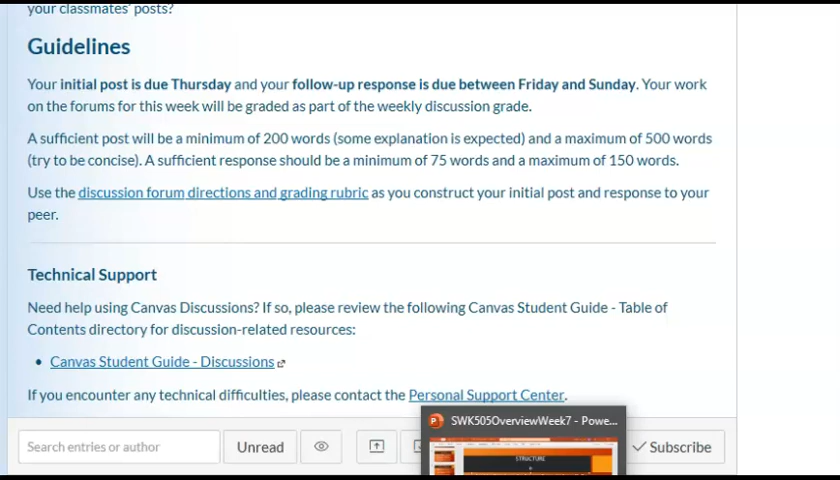 your classmates' posts?
Guidelines
Your initial post is due Thursday and your follow-up response is due between Friday and Sunday. Your work
on the forums for this week will be graded as part of the weekly discussion grade.
A sufficient post will be a minimum of 200 words (some explanation is expected) and a maximum of 500 words
(try to be concise). A sufficient response should be a minimum of 75 words and a maximum of 150 words.
Use the discussion forum directions and grading rubric as you construct your initial post and response to your
peer.
Technical Support
Need help using Canvas Discussions? If so, please review the following Canvas Student Guide - Table of
Contents directory for discussion-related resources:
• Canvas Student Guide - Discussions
If you encounter any technical difficulties, please contact the Personal Support Center.
SWK505OverviewWeek7 - Powe...
Search entries or author Unread Subscribe
STRUCTURE